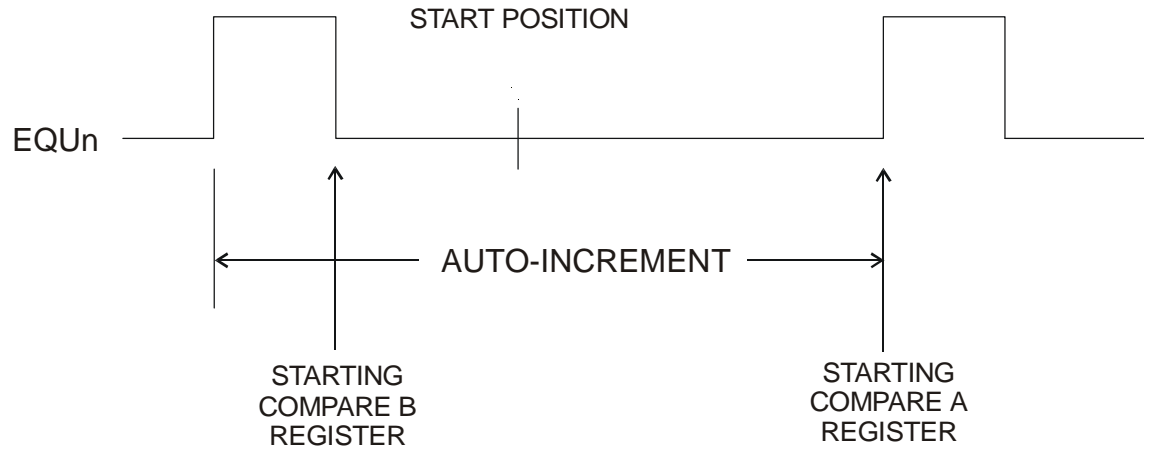 START POSITION
EQUn
AUTO-INCREMENT
STARTING
COMPARE B
REGISTER
STARTING
COMPARE A
REGISTER